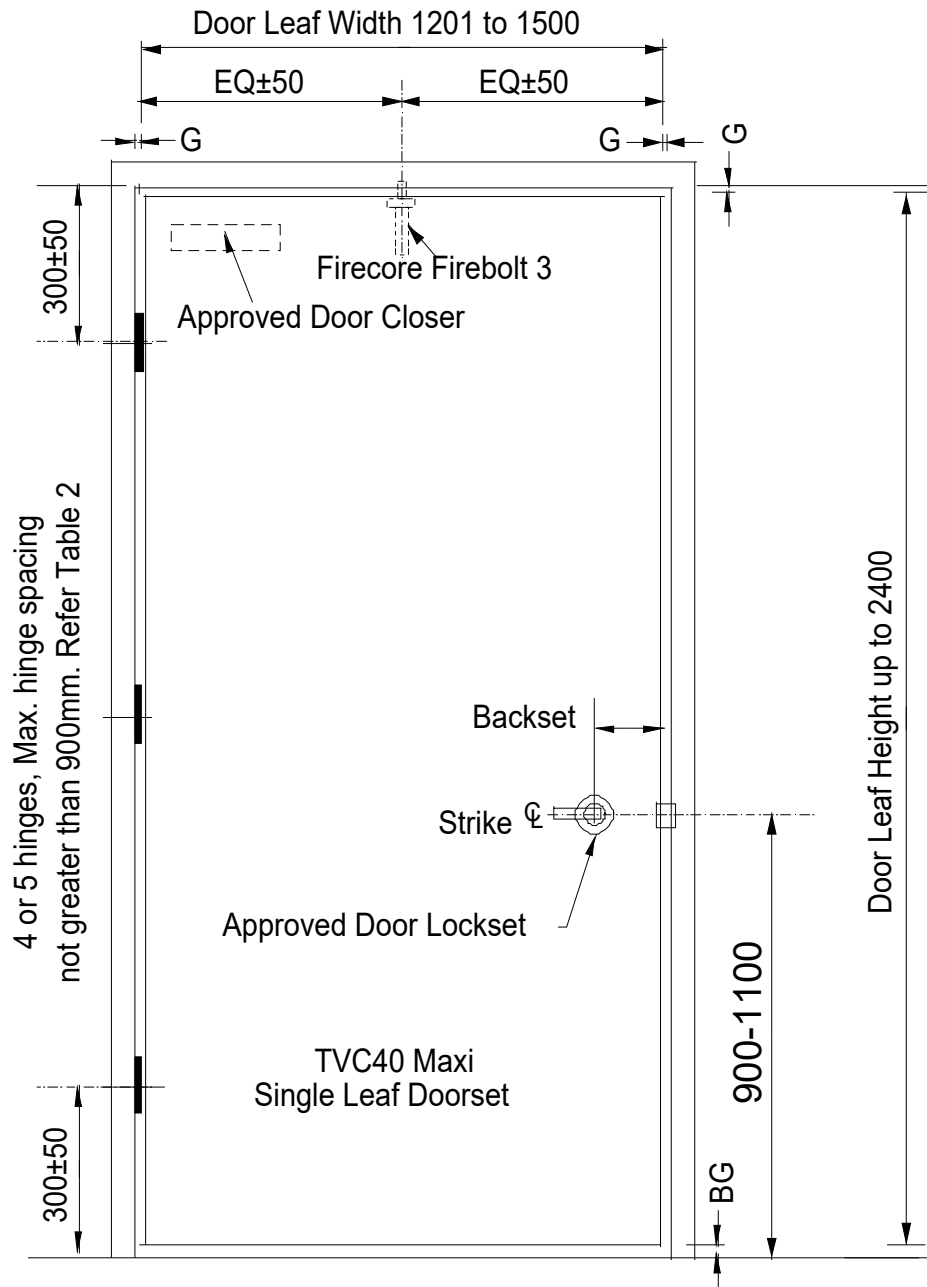 Door Leaf Width 1201 to 1500
EQ±50
EQ±50
G
G
G
300±50
Firecore Firebolt 3
Approved Door Closer
4 or 5 hinges, Max. hinge spacing
not greater than 900mm. Refer Table 2
Door Leaf Height up to 2400
Backset
Strike ℄
Approved Door Lockset
900-1100
TVC40 Maxi
Single Leaf Doorset
300±50
BG